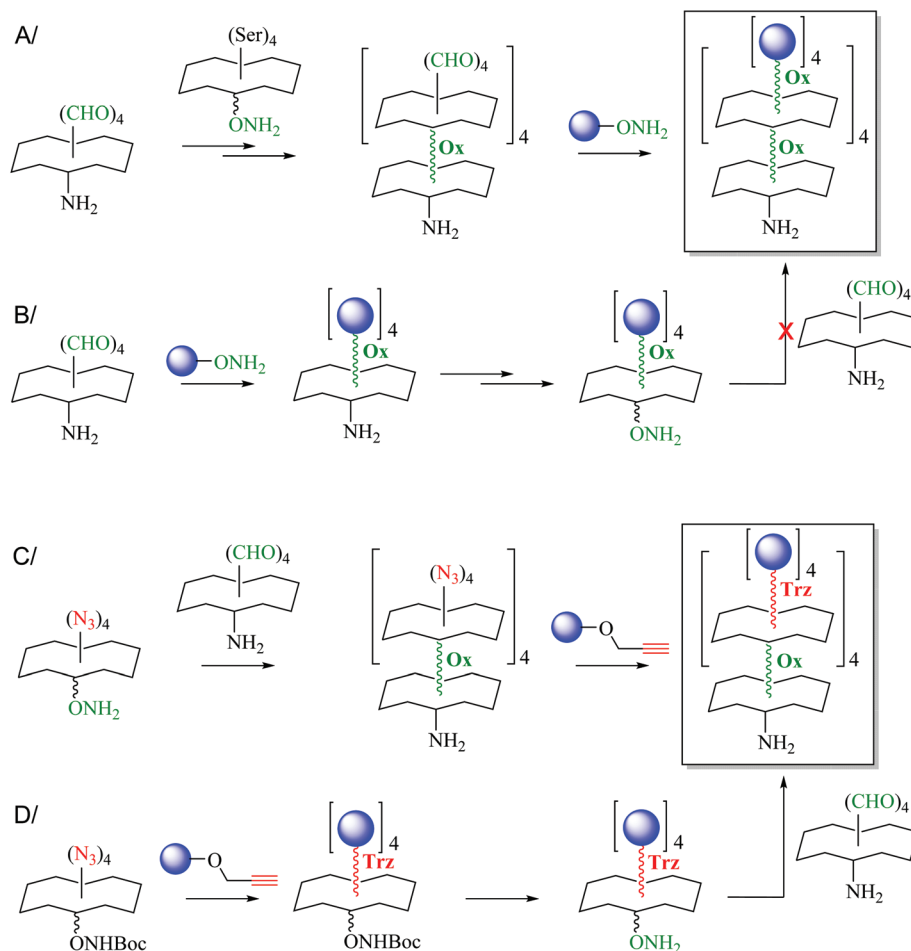 A/
(Ser)4
ONH2
(CHO)4
NH2
(CHO)4
Ox
4
NH2
ONH2
4
Ox
Ox
4
NH2
B/
(CHO)4
NH2
ONH2
4
Ox
NH2
4
Ox
ONH2
X
(CHO)4
NH2
C/
(N3)4
ONH2
(CHO)4
NH2
(N3)4
Ox
4
NH2
O
4
Trz
Ox
4
NH2
D/
(N3)4
ONHBoc
O
4
Trz
ONHBoc
4
Trz
ONH2
(CHO)4
NH2